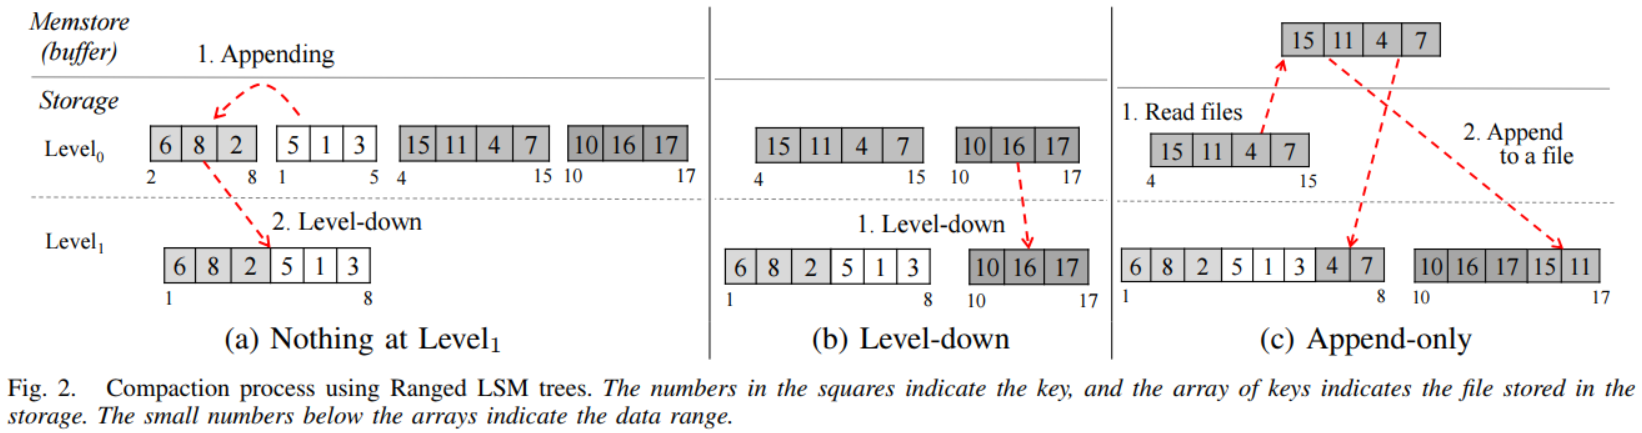 Memstore
(buffer)
1. Appending
Storage
Level0
6 8 2
2 8
5 1 3
1 5
15 11 4 7
4 15
10 16 17
10 17
2. Level-down
Level1
6 8 2 5 1 3
1 8
(a) Nothing at Level1
15 11 4 7
4 15
10 16 17
10 17
1. Level-down
6 8 2 5 1 3
1 8
10 16 17
10 17
(b) Level-down
15 11 4 7
1. Read files
15 11 4 7
4 15
2. Append
to a file
6 8 2 5 1 3 4 7
1 8
10 16 17 15 11
10 17
(c) Append-only
Fig. 2. Compaction process using Ranged LSM trees. The numbers in the squares indicate the key, and the array of keys indicates the file stored in the
storage. The small numbers below the arrays indicate the data range.